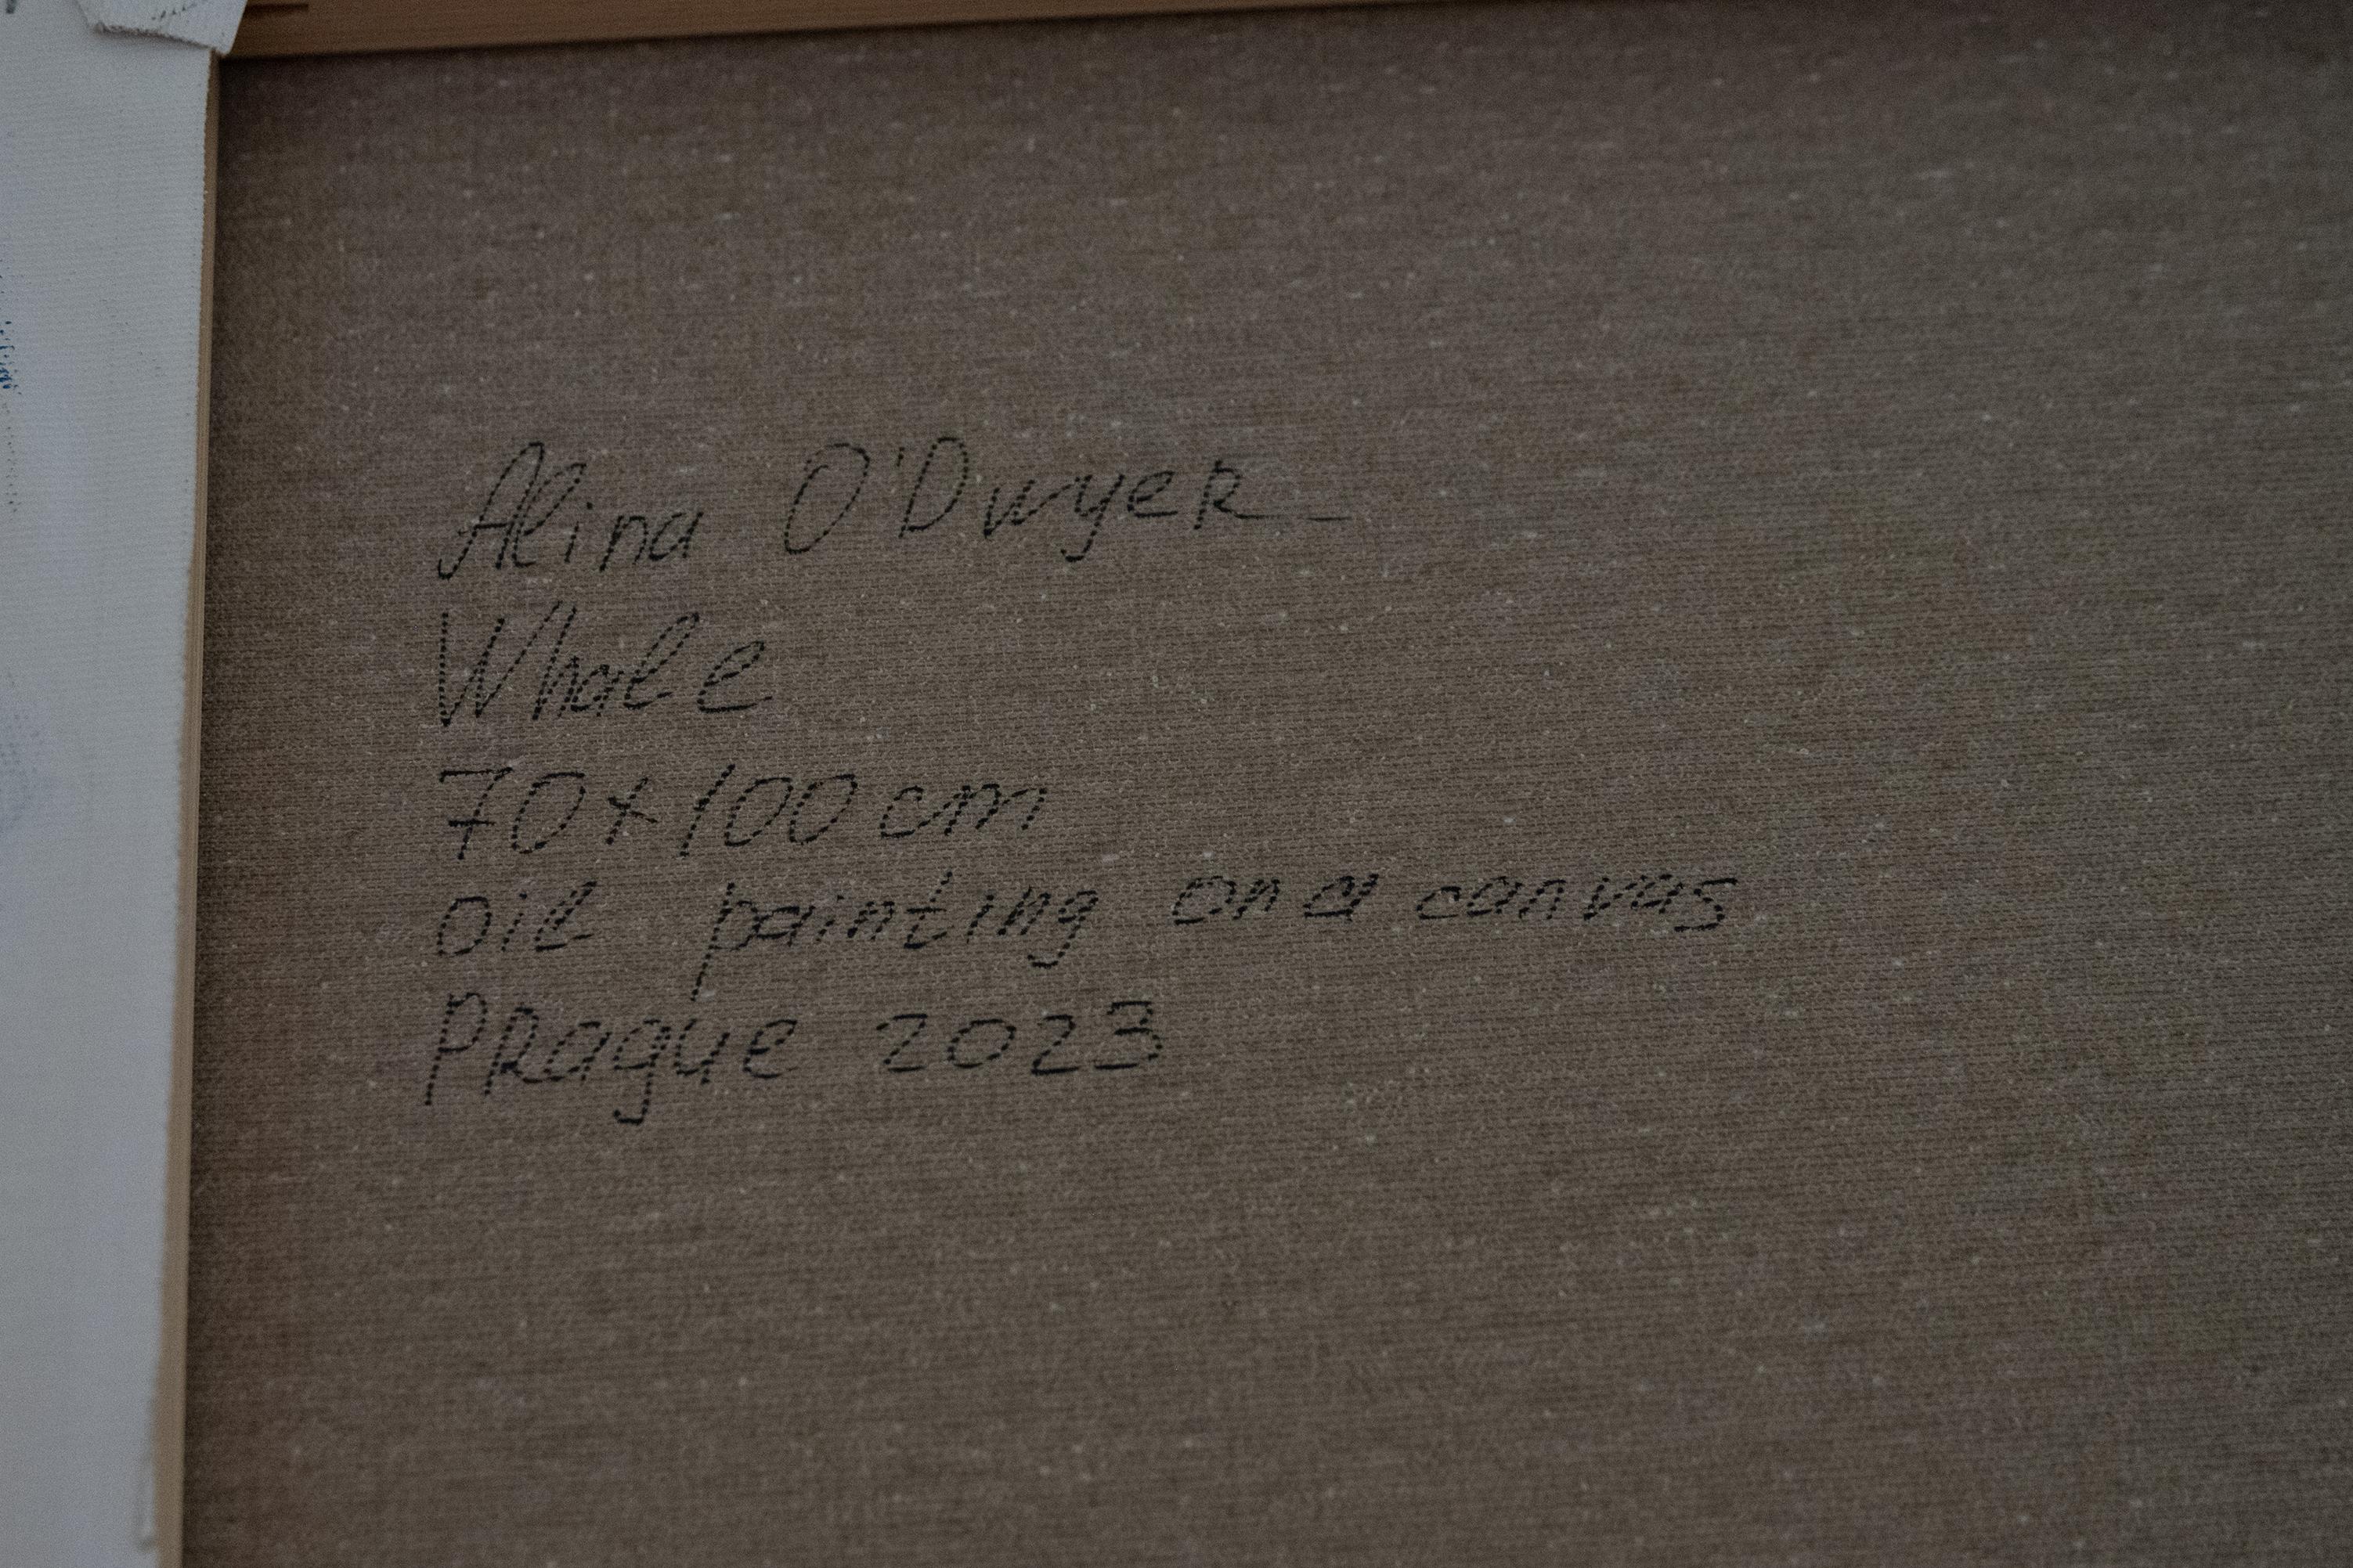 Alina O'Dwyer
Whale
70x100 cm
oil painting on a canvas
Prague 2023